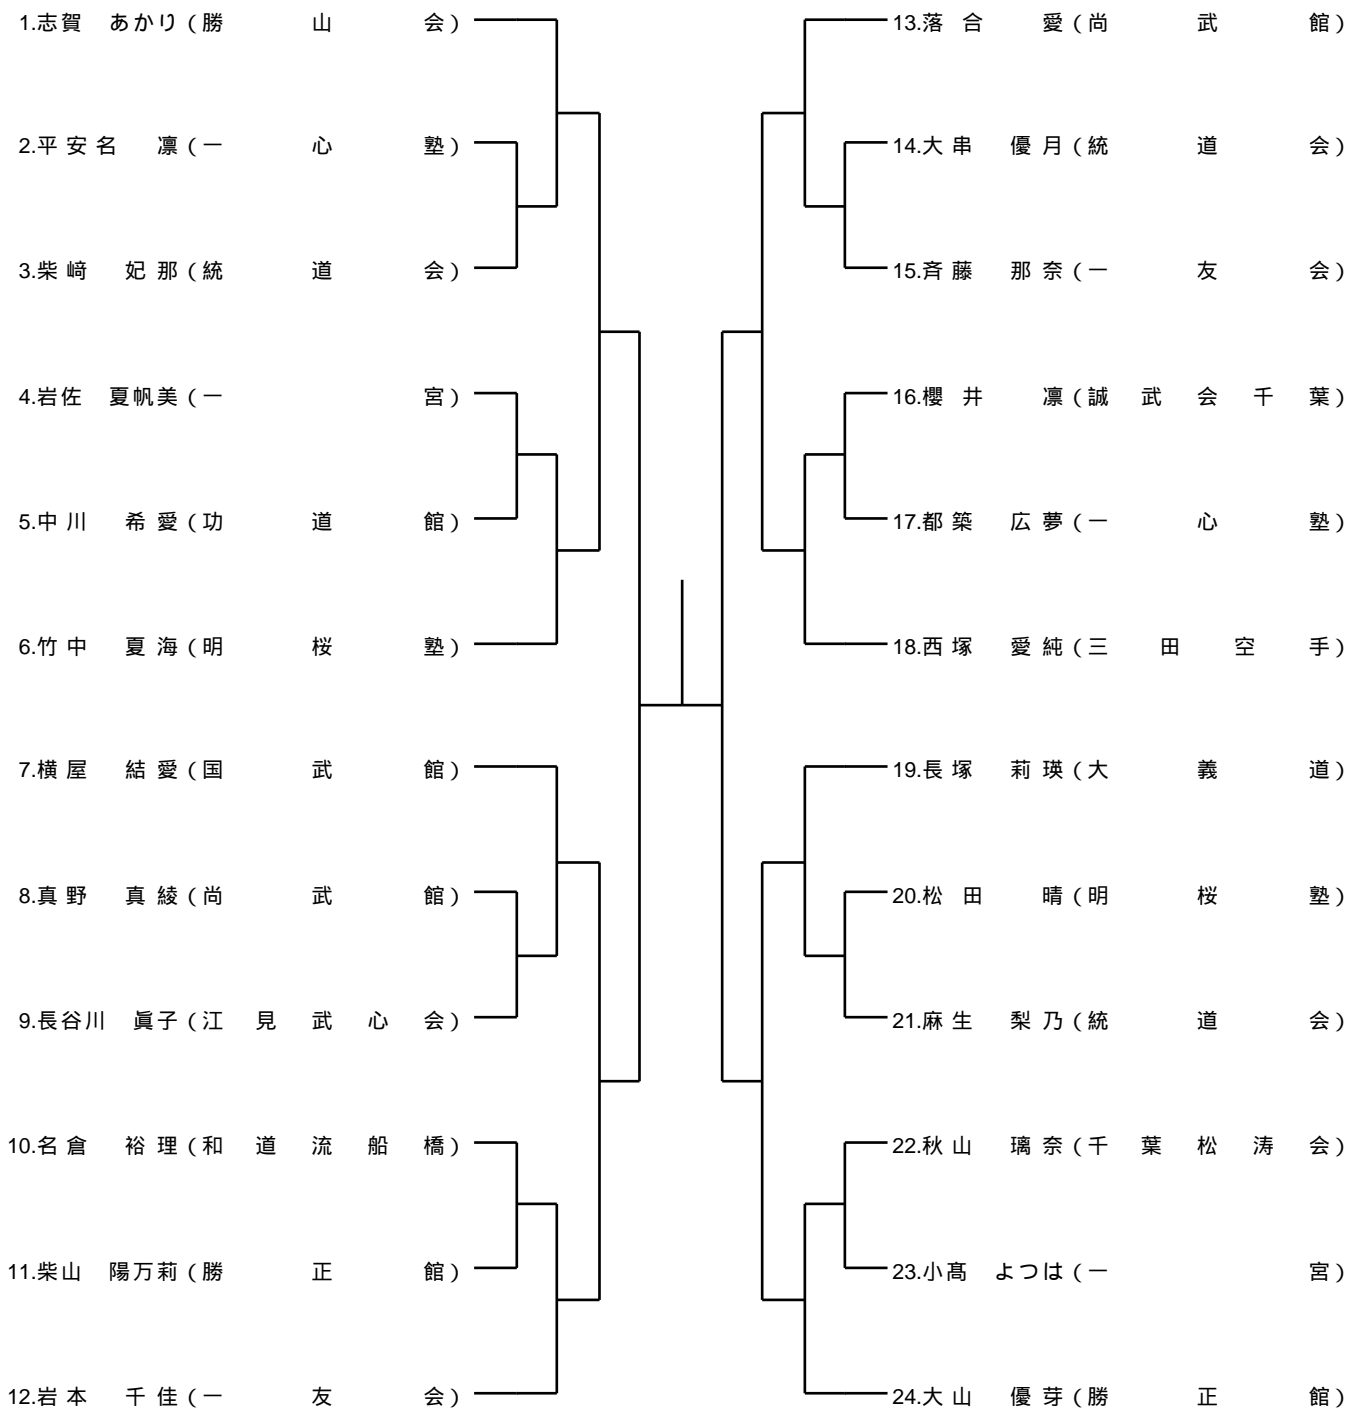 1.志賀　あかり（勝山会）
2.平安名　凛（一心塾）
3.柴﨑　妃那（統道会）
4.岩佐　夏帆美（一宮）
5.中川　希愛（功道館）
6.竹中　夏海（明桜塾）
7.横屋　結愛（国武館）
8.真野　真綾（尚武館）
9.長谷川　眞子（江見武心会）
10.名倉　裕理（和道流船橋）
11.柴山　陽万莉（勝正館）
12.岩本　千佳（一友会）
13.落合　愛（尚武館）
14.大串　優月（統道会）
15.斉藤　那奈（一友会）
16.櫻井　凛（誠武会千葉）
17.都築　広夢（一心塾）
18.西塚　愛純（三田空手）
19.長塚　莉瑛（大義道）
20.松田　晴（明桜塾）
21.麻生　梨乃（統道会）
22.秋山　璃奈（千葉松涛会）
23.小髙　よつは（一宮）
24.大山　優芽（勝正館）